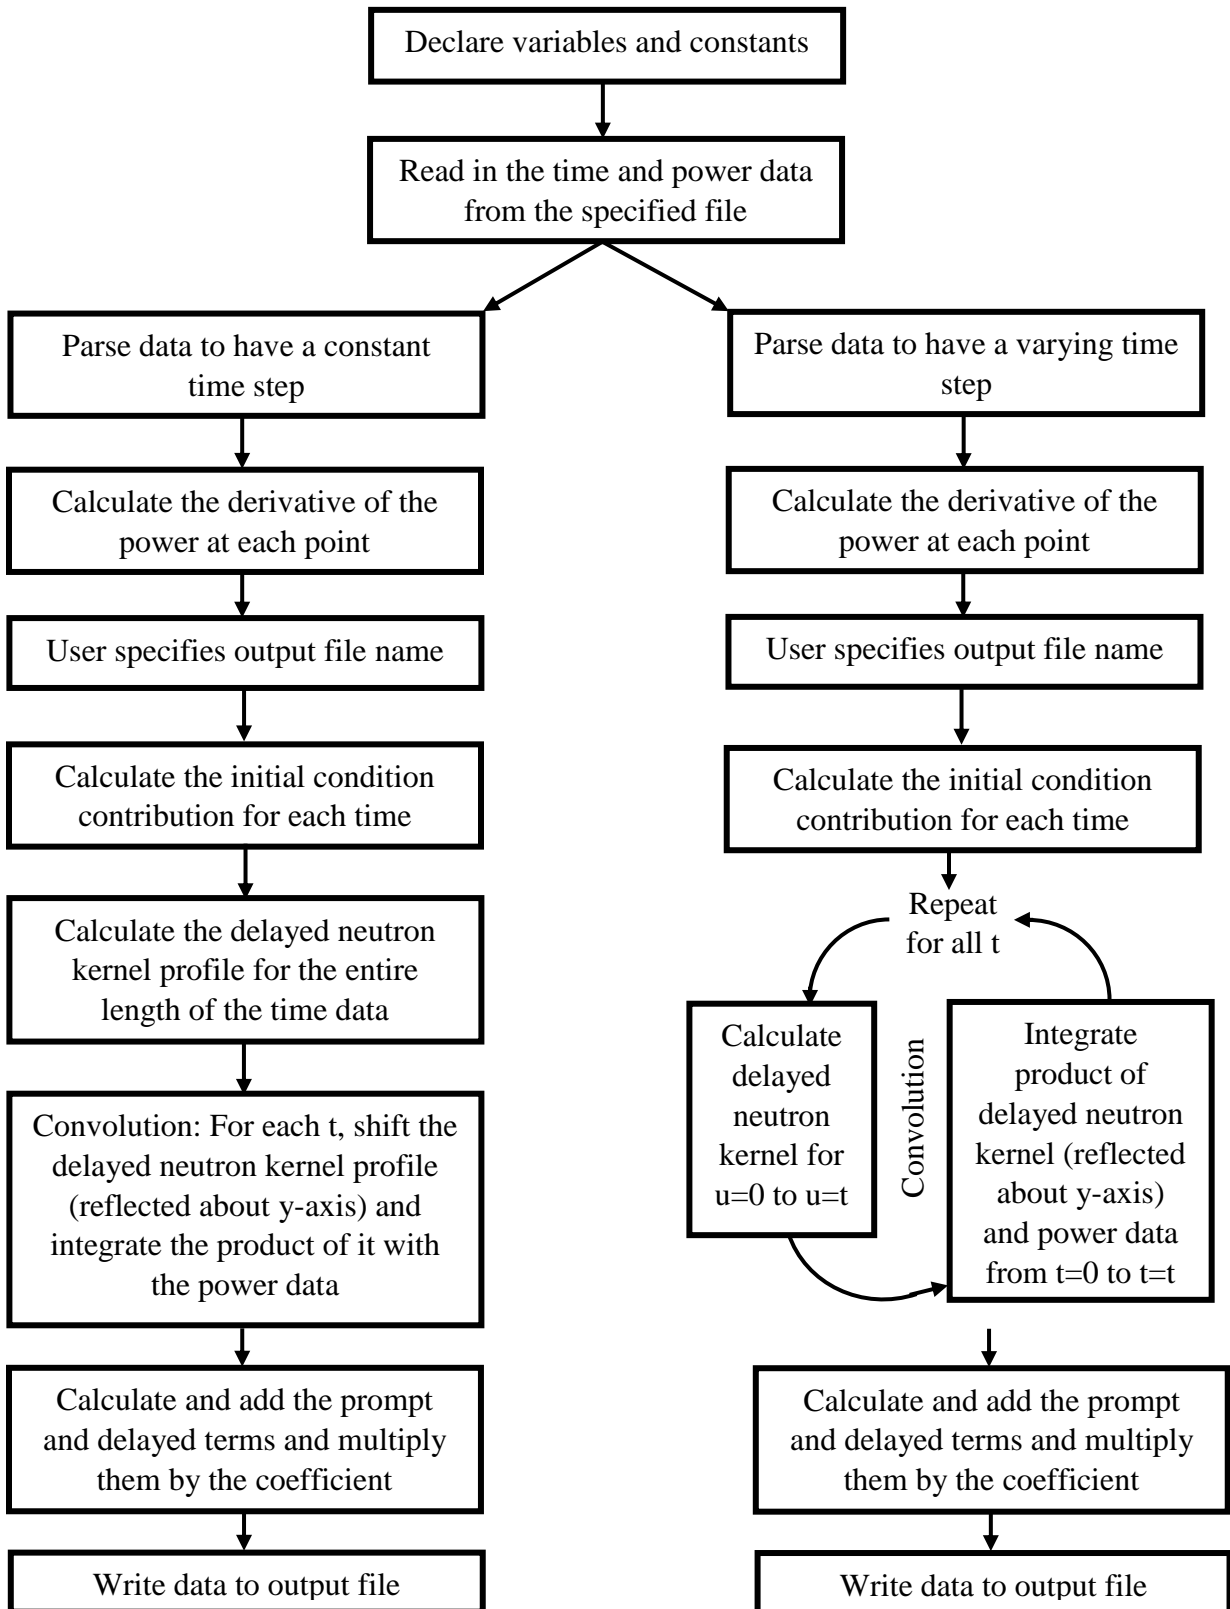 Declare variables and constants
Read in the time and power data
from the specified file
Parse data to have a constant
time step
Calculate the derivative of the
power at each point
User specifies output file name
Calculate the initial condition
contribution for each time
Calculate the delayed neutron
kernel profile for the entire
length of the time data
Convolution: For each t, shift the
delayed neutron kernel profile
(reflected about y-axis) and
integrate the product of it with
the power data
Calculate and add the prompt
and delayed terms and multiply
them by the coefficient
Write data to output file
Parse data to have a varying time
step
Calculate the derivative of the
power at each point
User specifies output file name
Calculate the initial condition
contribution for each time
Repeat
for all t
Calculate
delayed
neutron
kernel for
u=0 to u=t
Convolution
Integrate
product of
delayed neutron
kernel (reflected
about y-axis)
and power data
from t=0 to t=t
Calculate and add the prompt
and delayed terms and multiply
them by the coefficient
Write data to output file